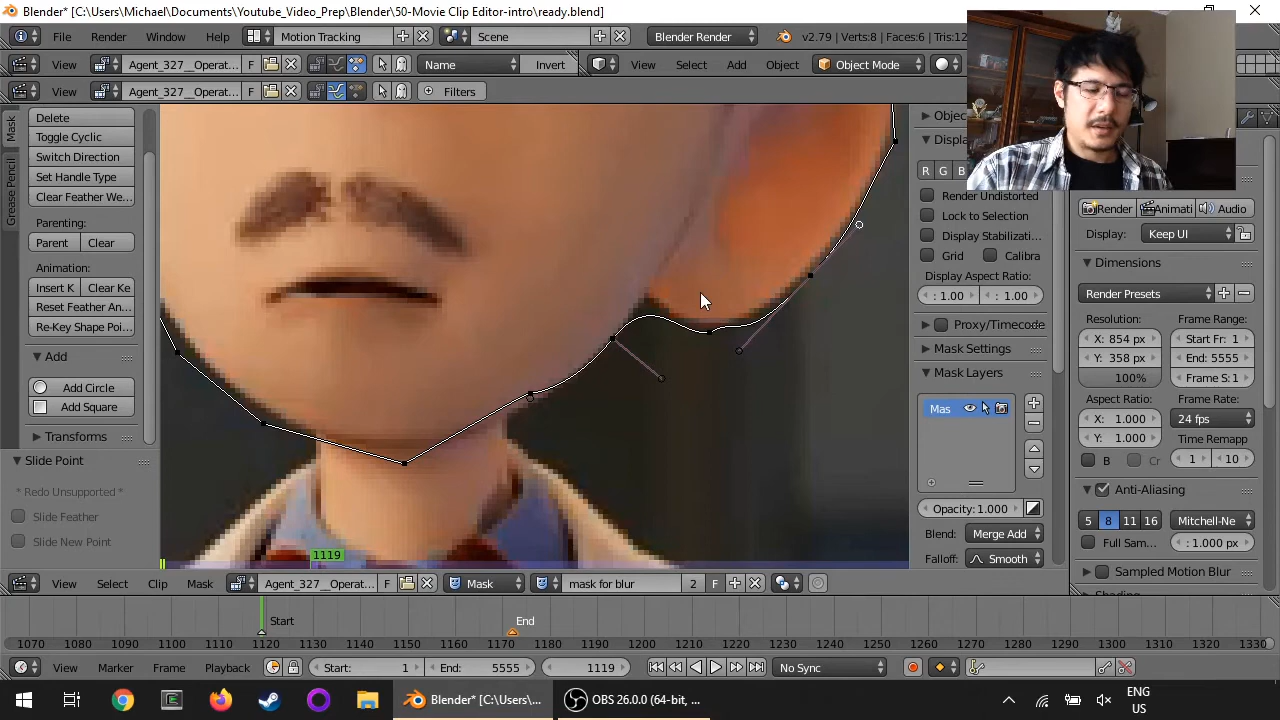 Blender* [C:\Users\Michael\Documents\Youtube_Video_Prep\Blender\50-Movie Clip Editor-intro\ready.blend]
File Render Window Help Motion Tracking Scene Blender Render v2.79 | Verts:8 | Faces:6 | Tris:12
View Agent_327__Operat... F Name Invert View Select Add Object Object Mode
View Agent_327__Operat... F Filters
Mask
Grease Pencil
Delete
Toggle Cyclic
Switch Direction
Set Handle Type
Clear Feather We...
Parenting:
Parent Clear
Animation:
Insert K Clear Ke
Reset Feather An...
Re-Key Shape Poi...
Add
Add Circle
Add Square
Transforms
Slide Point
* Redo Unsupported *
Slide Feather
Slide New Point
1119
Objec
Display
R G B
Render Undistorted
Lock to Selection
Display Stabilizati...
Grid Calibra
Display Aspect Ratio:
: 1.00 : 1.00
Proxy/Timecode
Mask Settings
Mask Layers
Mas
Opacity:1.000
Blend: Merge Add
Falloff: Smooth
Render Animati Audio
Display: Keep UI
Dimensions
Render Presets
Resolution: Frame Range:
X: 854 px Start Fr: 1
Y: 358 px End: 5555
100% Frame S:1
Aspect Ratio: Frame Rate:
X: 1.000 24 fps
Y: 1.000 Time Remapp
B Cr 1 10
Anti-Aliasing
5 8 11 16 Mitchell-Ne
Full Sam... : 1.000 px
Sampled Motion Blur
View Select Clip Mask Agent_327__Operat... F Mask mask for blur 2 F
Start End
1070 1080 1090 1100 1110 1120 1130 1140 1150 1160 1170 1180 1190 1200 1210 1220 1230 1240 1250 1260 1270 1280 1290 1300 1310 1320 1330
View Marker Frame Playback Start: 1 End: 5555 1119 No Sync
Blender* [C:\Users\... OBS 26.0.0 (64-bit, ... ENG
US